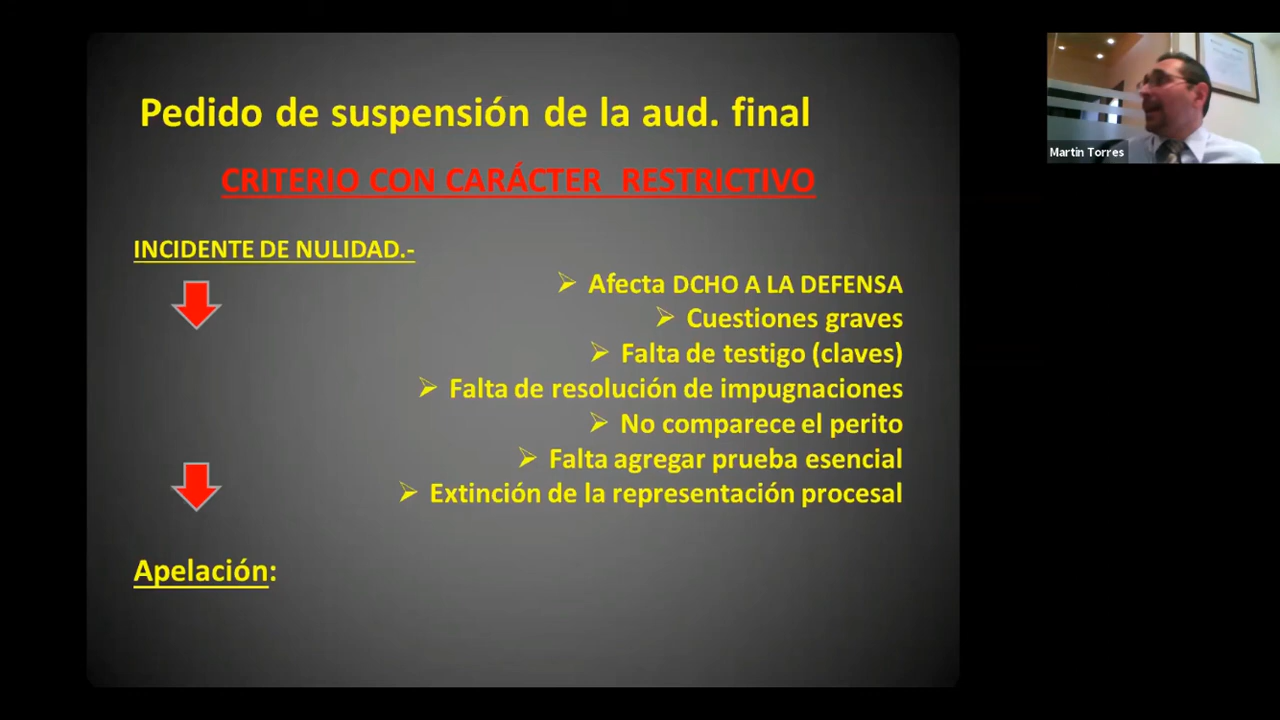 Pedido de suspensión de la aud. final
CRITERIO CON CARÁCTER RESTRICTIVO
INCIDENTE DE NULIDAD.-
Afecta DCHO A LA DEFENSA
Cuestiones graves
Falta de testigo (claves)
Falta de resolución de impugnaciones
No comparece el perito
Falta agregar prueba esencial
Extinción de la representación procesal
Apelación:
Martin Torres